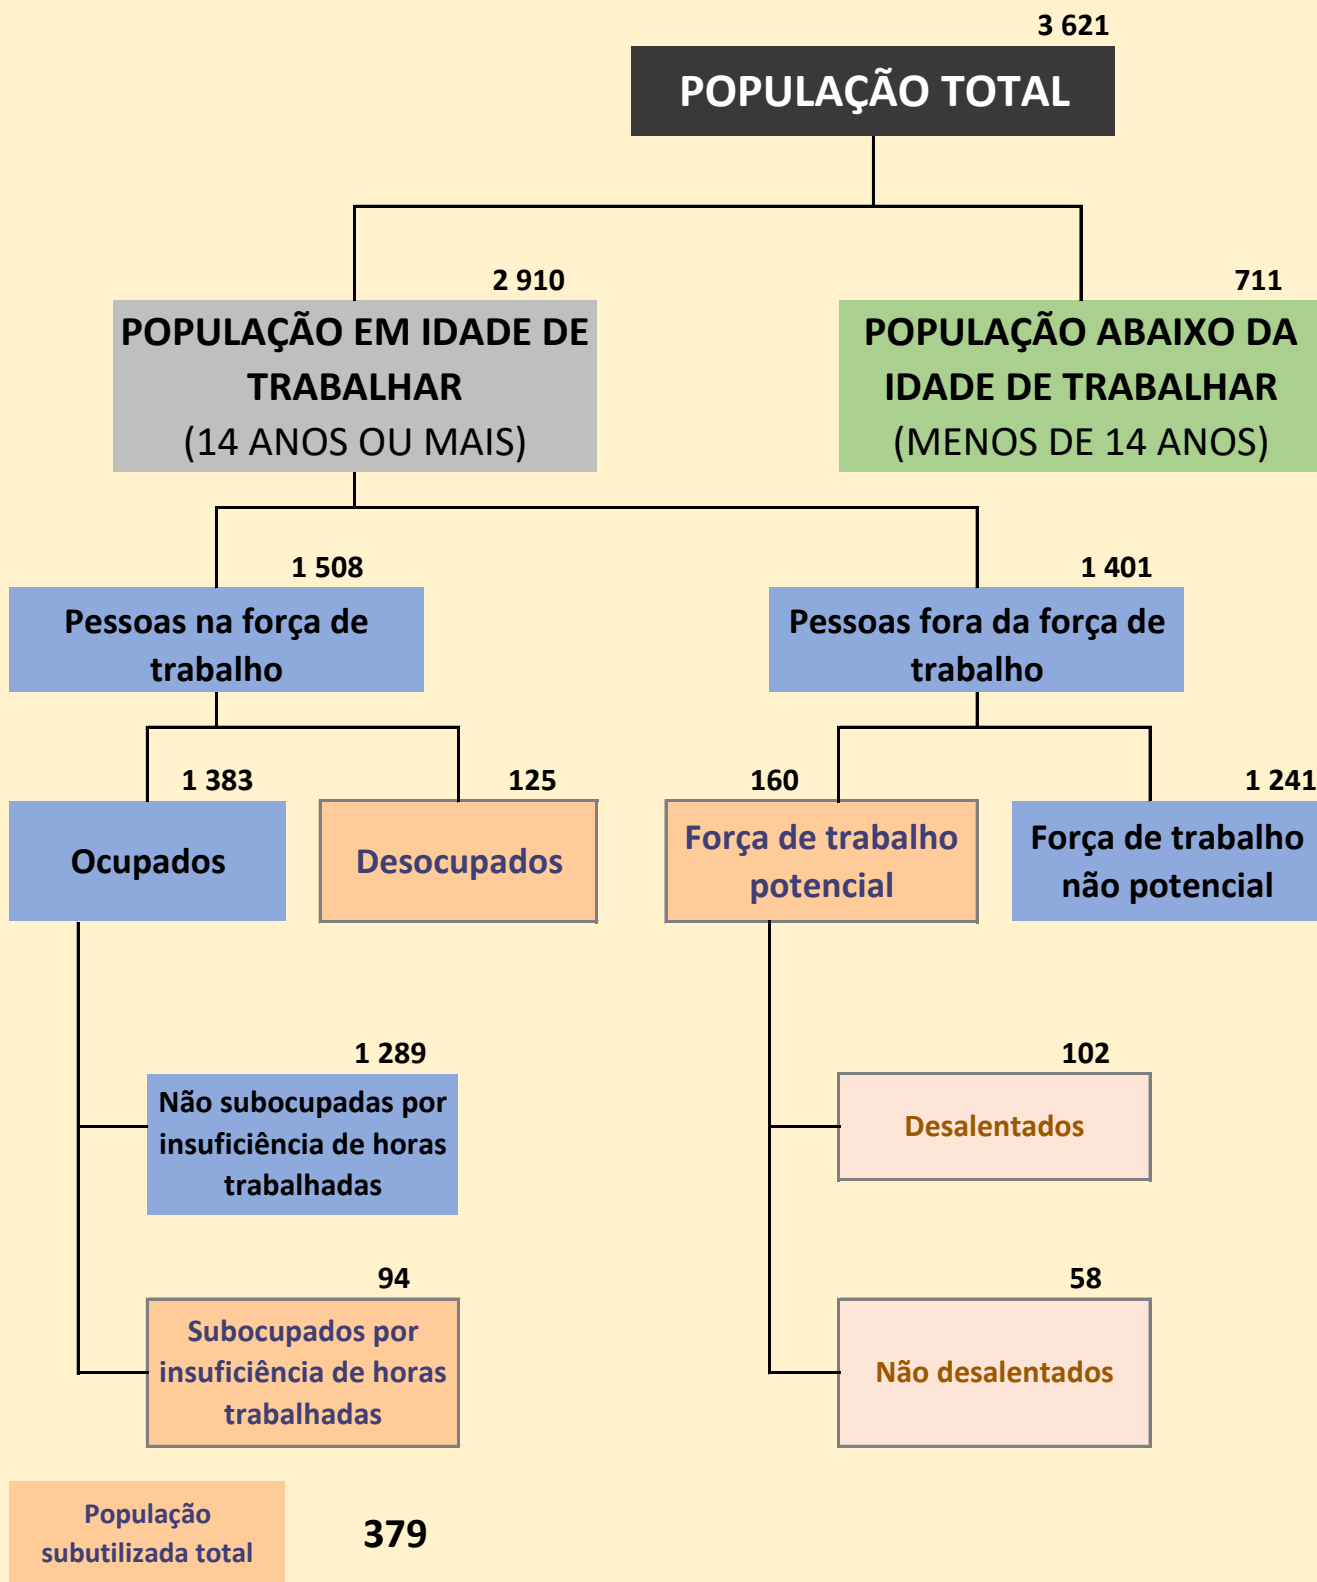 3 621
POPULAÇÃO TOTAL
2 910
POPULAÇÃO EM IDADE DE
TRABALHAR
(14 ANOS OU MAIS)
711
POPULAÇÃO ABAIXO DA
IDADE DE TRABALHAR
(MENOS DE 14 ANOS)
1 508
Pessoas na força de
trabalho
1 401
Pessoas fora da força de
trabalho
1 383
Ocupados
125
Desocupados
160
Força de trabalho
potencial
1 241
Força de trabalho
não potencial
1 289
Não subocupadas por
insuficiência de horas
trabalhadas
102
Desalentados
94
Subocupados por
insuficiência de horas
trabalhadas
58
Não desalentados
População
subutilizada total
379